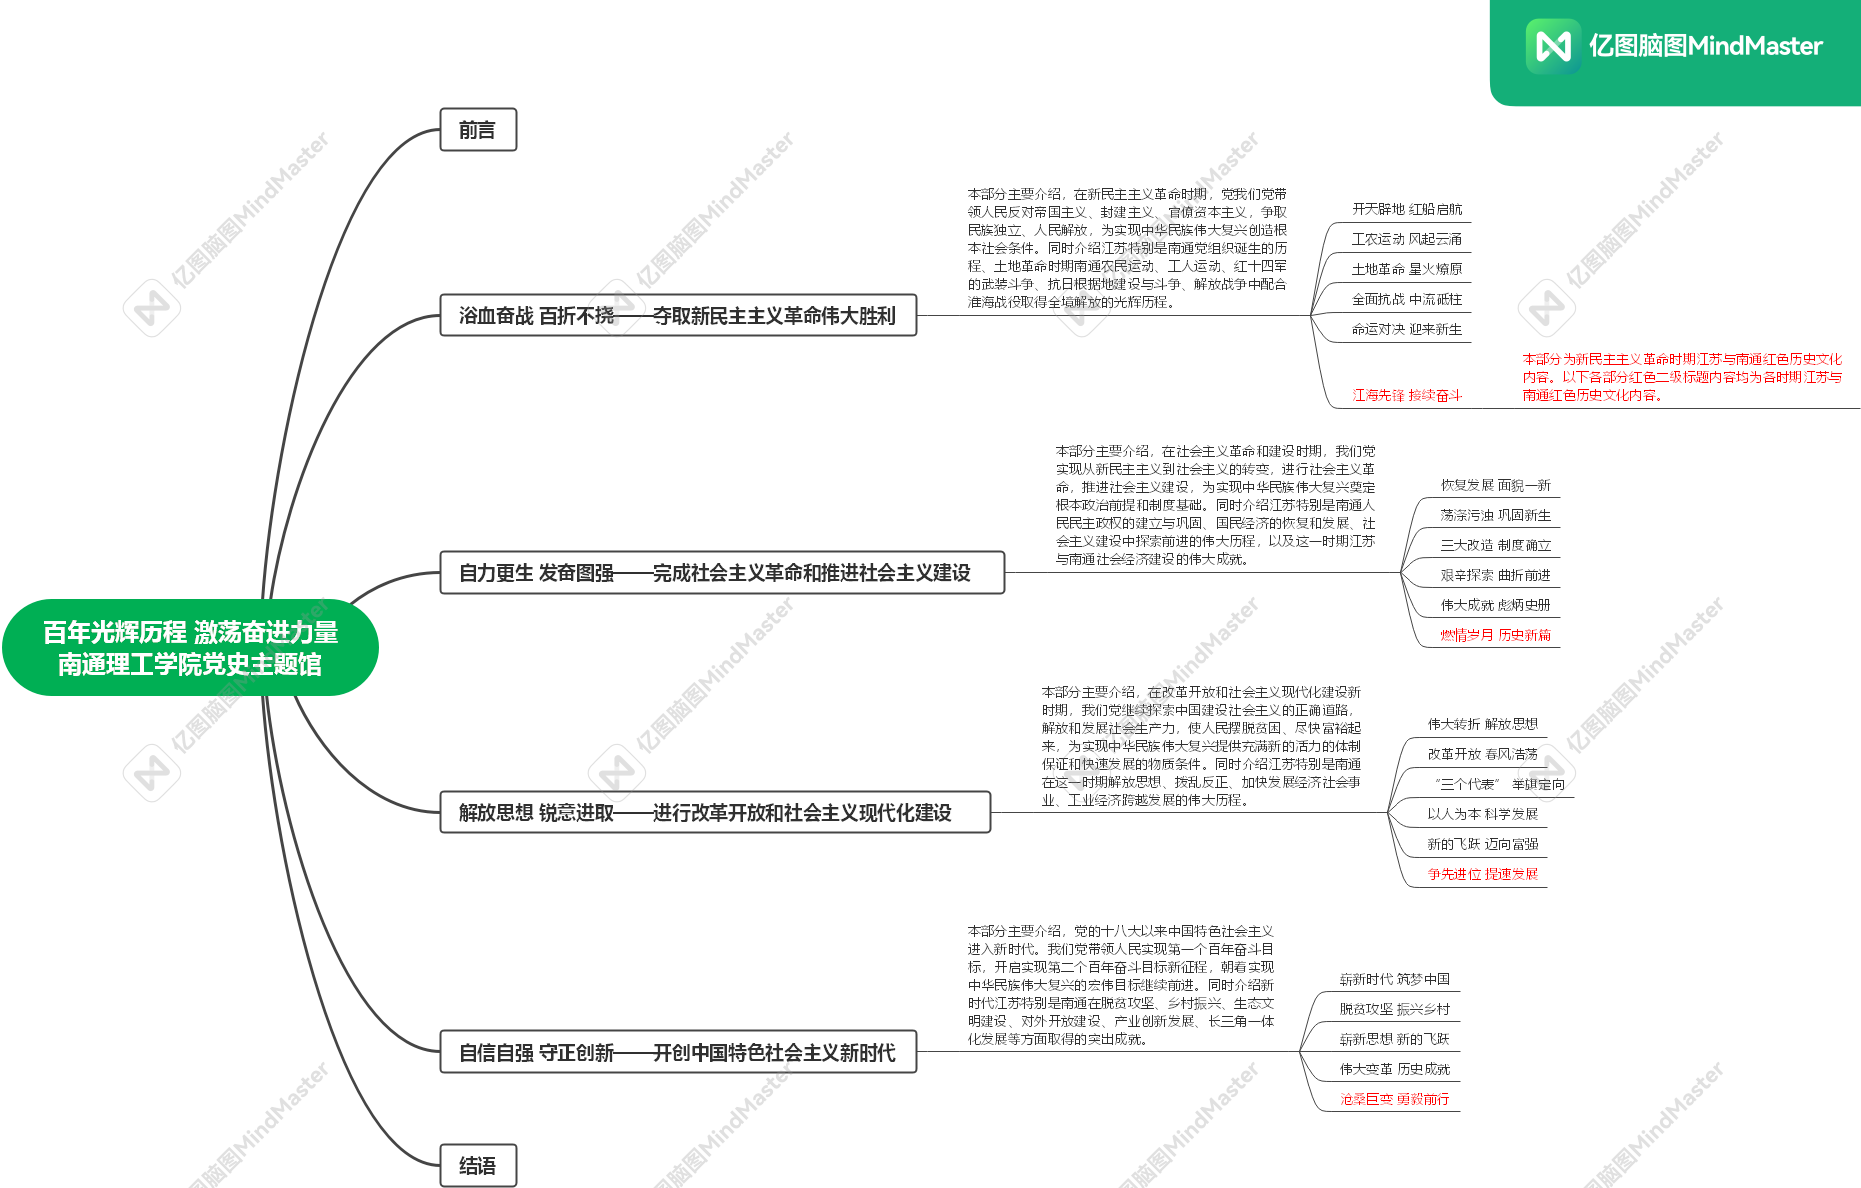 亿图脑图MindMaster
百年光辉历程 激荡奋进力量
南通理工学院党史主题馆
前言
浴血奋战 百折不挠——夺取新民主主义革命伟大胜利
本部分主要介绍，在新民主主义革命时期，党我们党带
领人民反对帝国主义、封建主义、官僚资本主义，争取
民族独立、人民解放，为实现中华民族伟大复兴创造根
本社会条件。同时介绍江苏特别是南通党组织诞生的历
程、土地革命时期南通农民运动、工人运动、红十四军
的武装斗争、抗日根据地建设与斗争、解放战争中配合
淮海战役取得全境解放的光辉历程。
开天辟地 红船启航
工农运动 风起云涌
土地革命 星火燎原
全面抗战 中流砥柱
命运对决 迎来新生
江海先锋 接续奋斗
本部分为新民主主义革命时期江苏与南通红色历史文化
内容。以下各部分红色二级标题内容均为各时期江苏与
南通红色历史文化内容。
自力更生 发奋图强——完成社会主义革命和推进社会主义建设
本部分主要介绍，在社会主义革命和建设时期，我们党
实现从新民主主义到社会主义的转变，进行社会主义革
命，推进社会主义建设，为实现中华民族伟大复兴奠定
根本政治前提和制度基础。同时介绍江苏特别是南通人
民民主政权的建立与巩固、国民经济的恢复和发展、社
会主义建设中探索前进的伟大历程，以及这一时期江苏
与南通社会经济建设的伟大成就。
恢复发展 面貌一新
荡涤污浊 巩固新生
三大改造 制度确立
艰辛探索 曲折前进
伟大成就 彪炳史册
燃情岁月 历史新篇
解放思想 锐意进取——进行改革开放和社会主义现代化建设
本部分主要介绍，在改革开放和社会主义现代化建设新
时期，我们党继续探索中国建设社会主义的正确道路，
解放和发展社会生产力，使人民摆脱贫困、尽快富裕起
来，为实现中华民族伟大复兴提供充满新的活力的体制
保证和快速发展的物质条件。同时介绍江苏特别是南通
在这一时期解放思想、拨乱反正、加快发展经济社会事
业、工业经济跨越发展的伟大历程。
伟大转折 解放思想
改革开放 春风浩荡
“三个代表” 举旗定向
以人为本 科学发展
新的飞跃 迈向富强
争先进位 提速发展
自信自强 守正创新——开创中国特色社会主义新时代
本部分主要介绍，党的十八大以来中国特色社会主义
进入新时代。我们党带领人民实现第一个百年奋斗目
标，开启实现第二个百年奋斗目标新征程，朝着实现
中华民族伟大复兴的宏伟目标继续前进。同时介绍新
时代江苏特别是南通在脱贫攻坚、乡村振兴、生态文
明建设、对外开放建设、产业创新发展、长三角一体
化发展等方面取得的突出成就。
崭新时代 筑梦中国
脱贫攻坚 振兴乡村
崭新思想 新的飞跃
伟大变革 历史成就
沧桑巨变 勇毅前行
结语